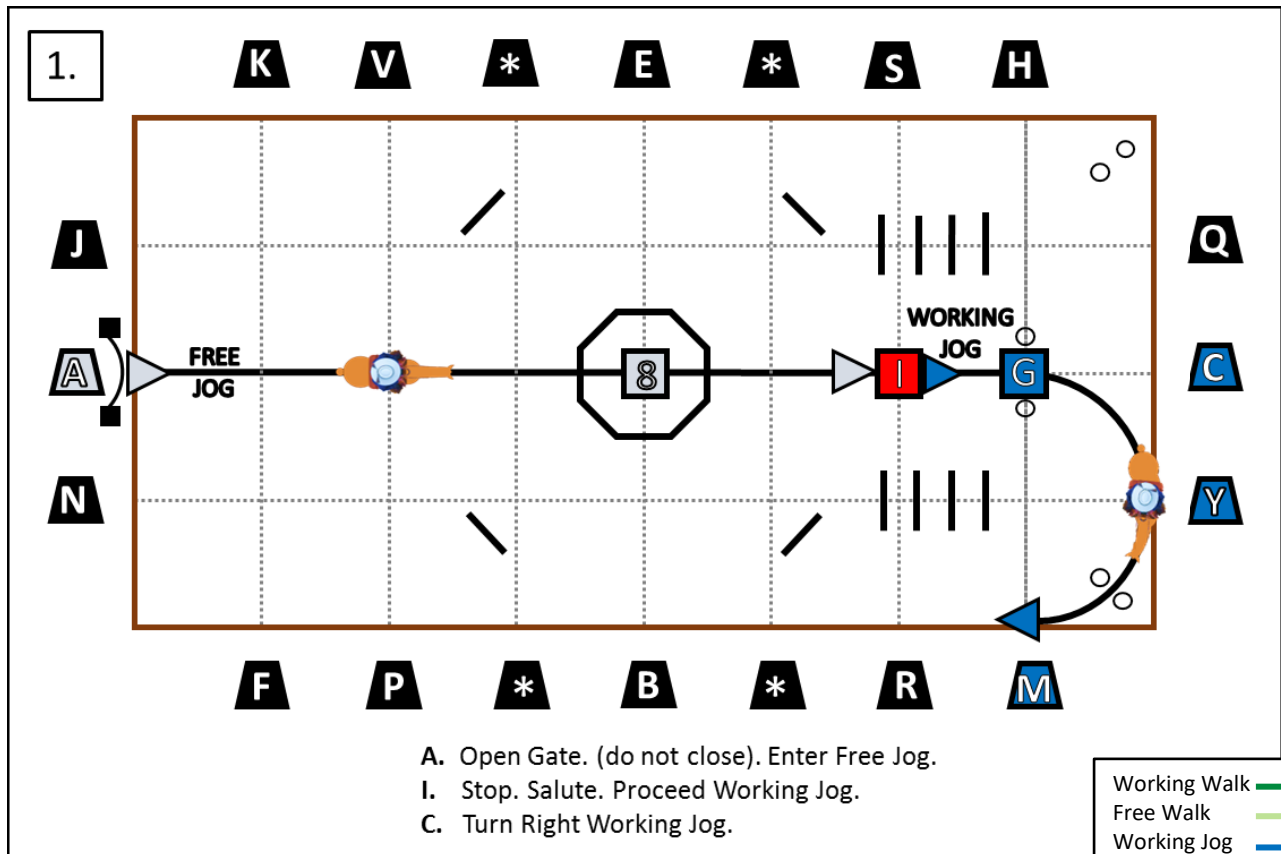 1.
K V * E * S H
J
Q
FREE
JOG
WORKING
JOG
A 8 I G C
N
Y
F P * B * R M
A. Open Gate. (do not close). Enter Free Jog.
I. Stop. Salute. Proceed Working Jog.
C. Turn Right Working Jog.
Working Walk
Free Walk
Working Jog